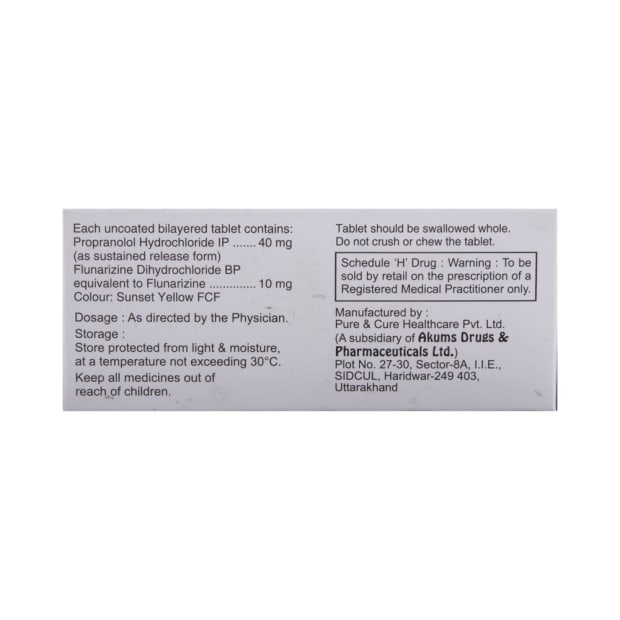 Each uncoated bilayered tablet contains:
Propranolol Hydrochloride IP ....... 40 mg
(as sustained release form)
Flunarizine Dihydrochloride BP
equivalent to Flunarizine .............. 10 mg
Colour: Sunset Yellow FCF
Dosage : As directed by the Physician.
Storage :
Store protected from light & moisture,
at a temperature not exceeding 30°C.
Keep all medicines out of
reach of children.
Tablet should be swallowed whole.
Do not crush or chew the tablet.
Schedule ‘H’ Drug : Warning : To be
sold by retail on the prescription of a
Registered Medical Practitioner only.
Manufactured by :
Pure & Cure Healthcare Pvt. Ltd.
(A subsidiary of Akums Drugs &
Pharmaceuticals Ltd.)
Plot No. 27-30, Sector-8A, I.I.E.,
SIDCUL, Haridwar-249 403,
Uttarakhand